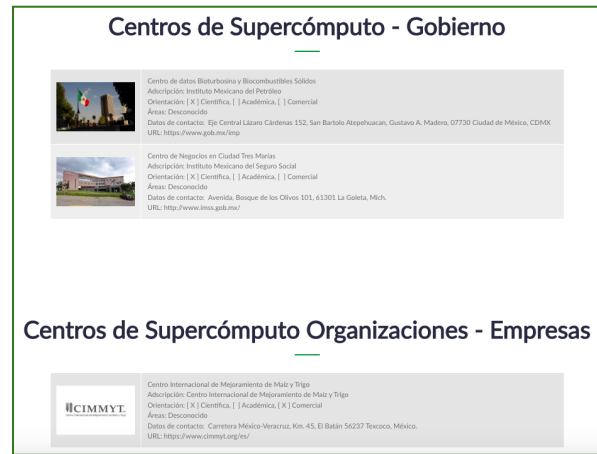 Centros de Supercómputo - Gobierno
Centro de datos Bioturbosina y Biocombustibles Sólidos
Adscripción: Instituto Mexicano del Petróleo
Orientación: [ X ] Científica, [ ] Académica, [ ] Comercial
Áreas: Desconocido
Datos de contacto: Eje Central Lázaro Cárdenas 152, San Bartolo Atepehuacan, Gustavo A. Madero, 07730 Ciudad de México, CDMX
URL: https://www.gob.mx/imp
Centro de Negocios en Ciudad Tres Marías
Adscripción: Instituto Mexicano del Seguro Social
Orientación: [ X ] Científica, [ ] Académica, [ ] Comercial
Áreas: Desconocido
Datos de contacto: Avenida, Bosque de los Olivos 101, 61301 La Goleta, Mich.
URL: http://www.imss.gob.mx/
Centros de Supercómputo Organizaciones - Empresas
CIMMYT.
Centro Internacional de Mejoramiento de Maíz y Trigo
Adscripción: Centro Internacional de Mejoramiento de Maíz y Trigo
Orientación: [ X ] Científica, [ ] Académica, [ X ] Comercial
Áreas: Desconocido
Datos de contacto: Carretera México-Veracruz, Km. 45, El Batán 56237 Texcoco, México.
URL: https://www.cimmyt.org/es/